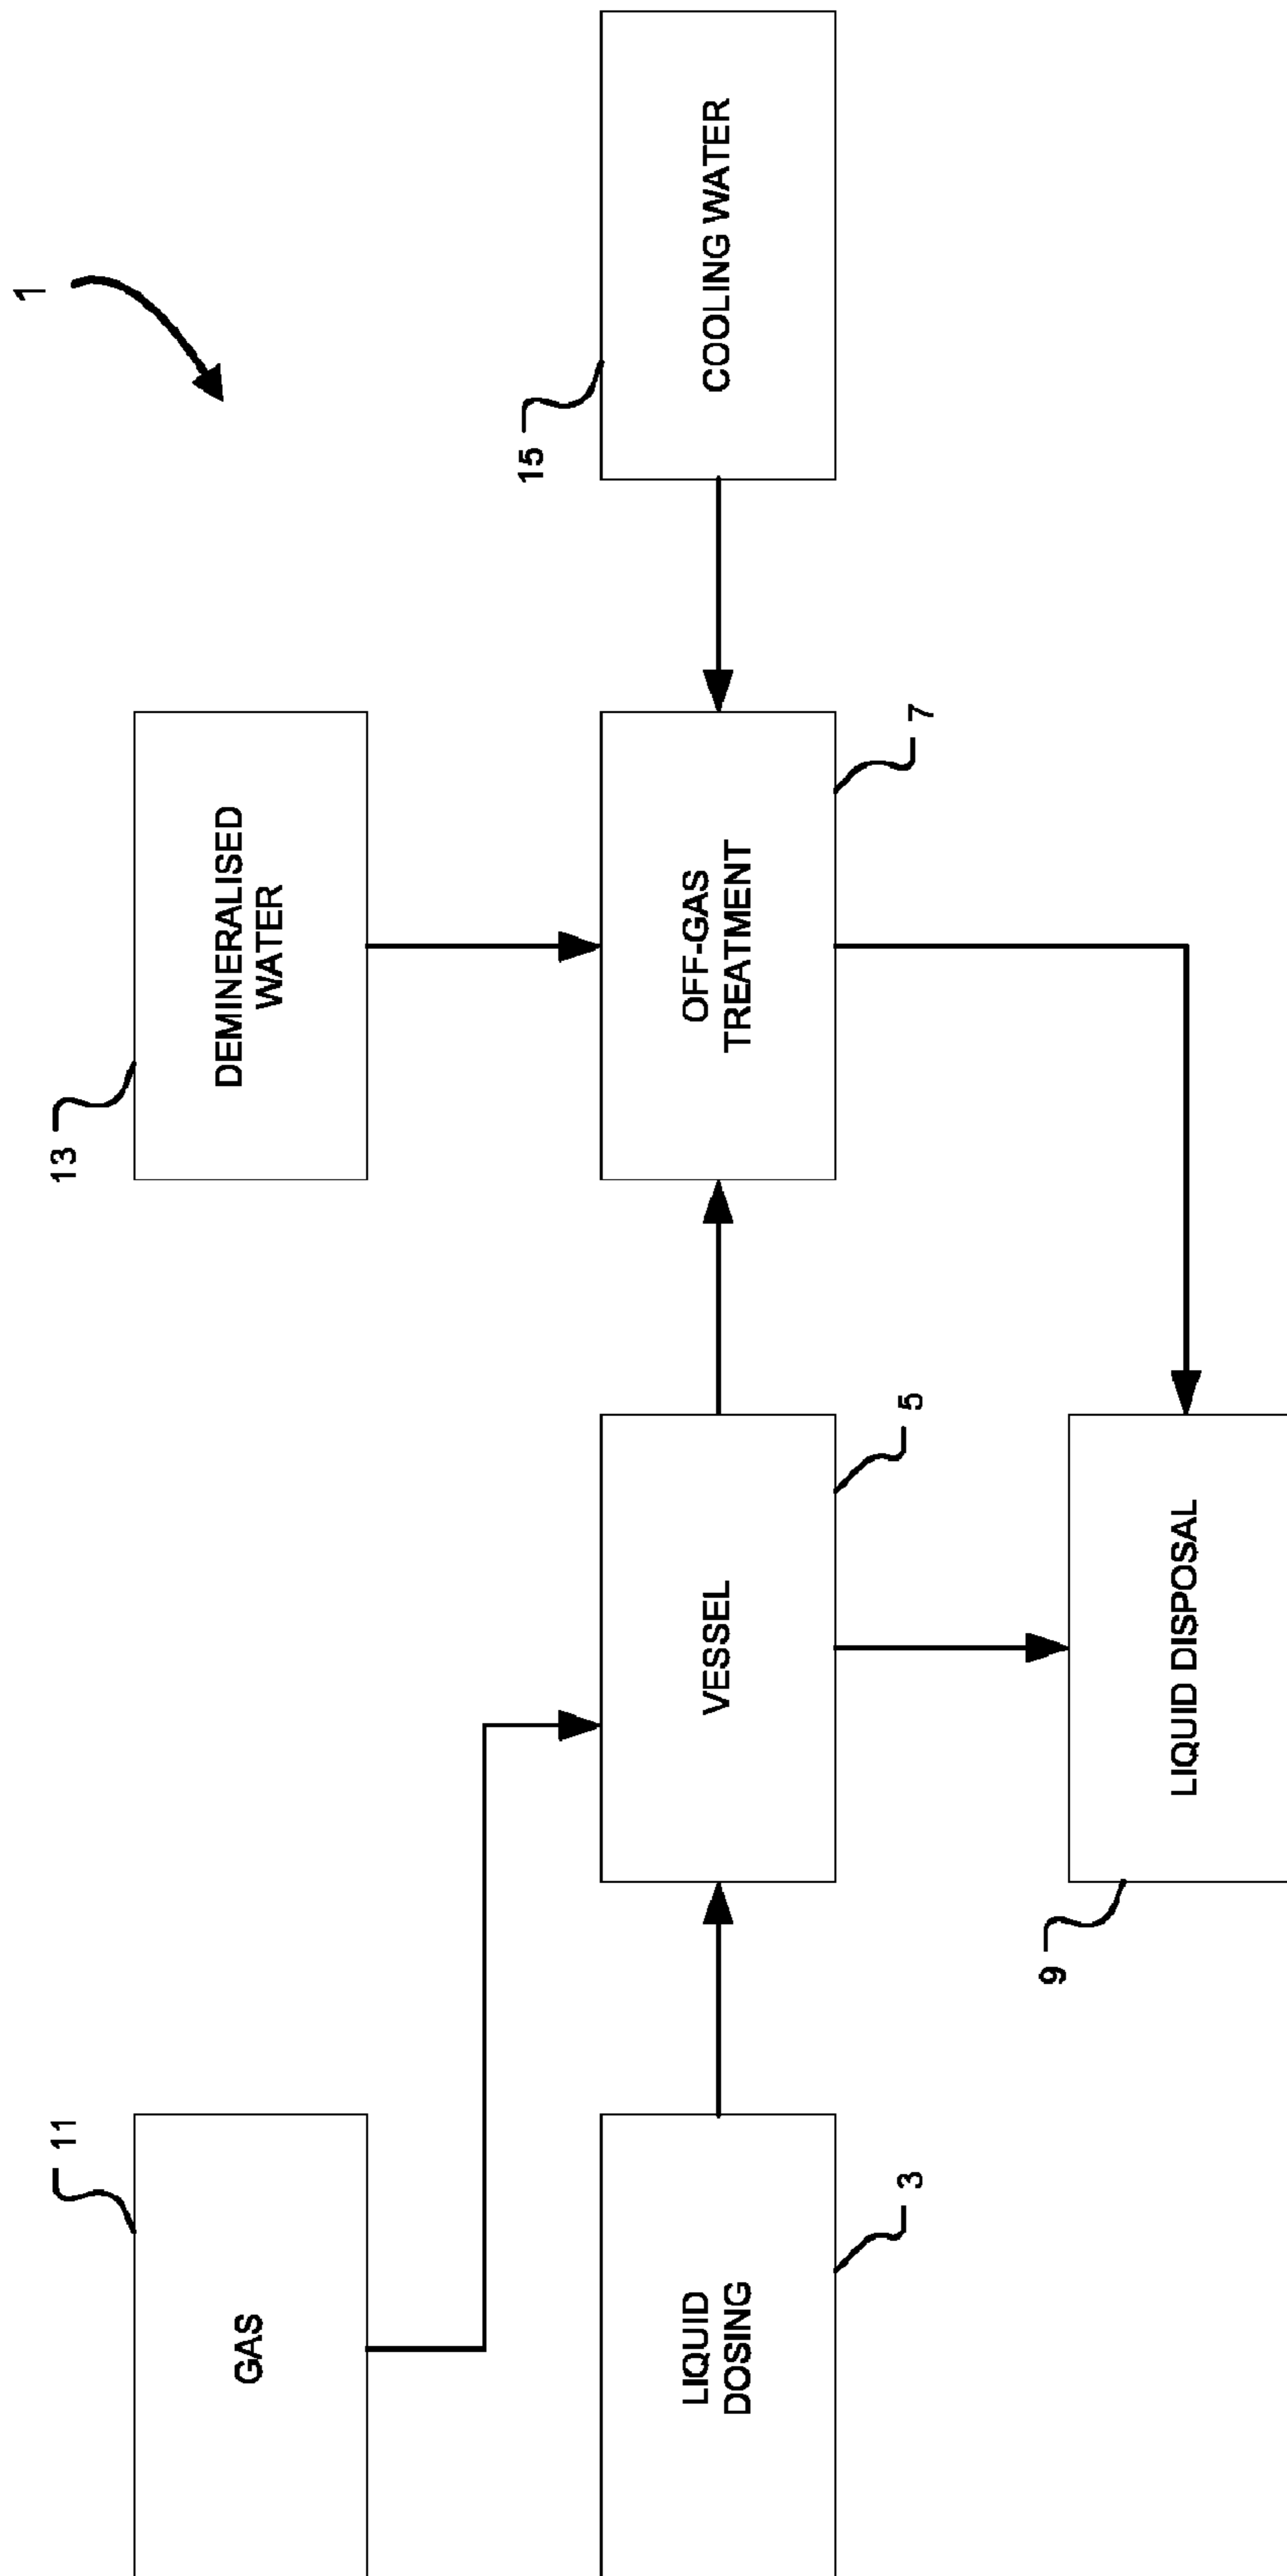 1
11
GAS
13
DEMINERALISED
WATER
LIQUID
DOSING
3
VESSEL
5
OFF-GAS
TREATMENT
7
15
COOLING WATER
9
LIQUID DISPOSAL